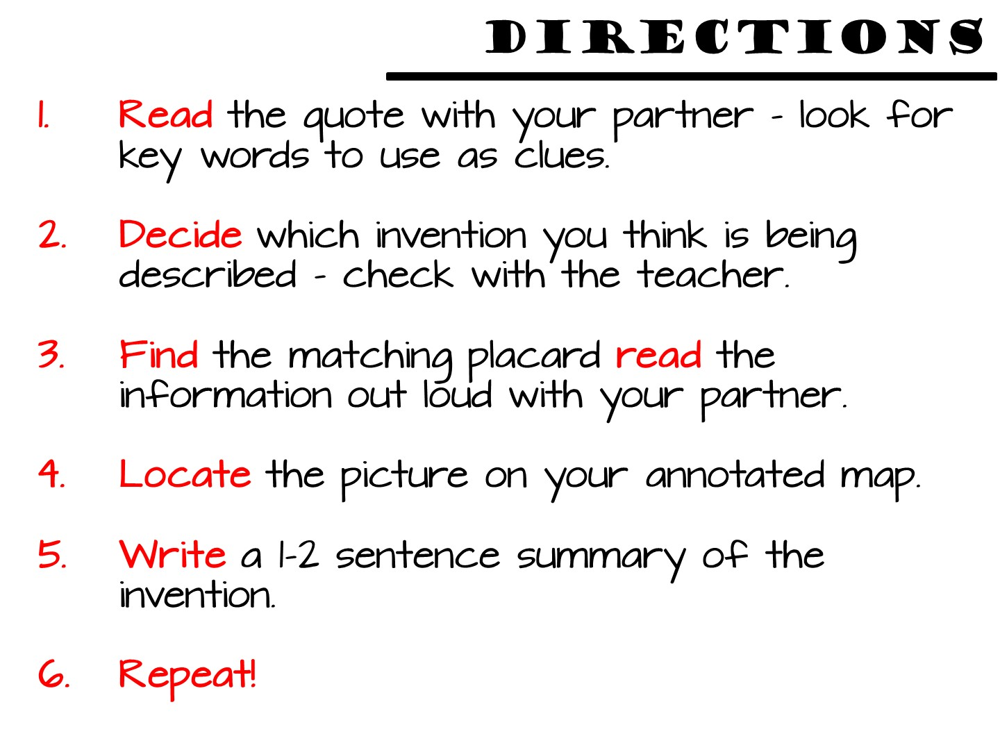 DIRECTIONS
1. Read the quote with your partner - look for
key words to use as clues.
2. Decide which invention you think is being
described - check with the teacher.
3. Find the matching placard read the
information out loud with your partner.
4. Locate the picture on your annotated map.
5. Write a 1-2 sentence summary of the
invention.
6. Repeat!